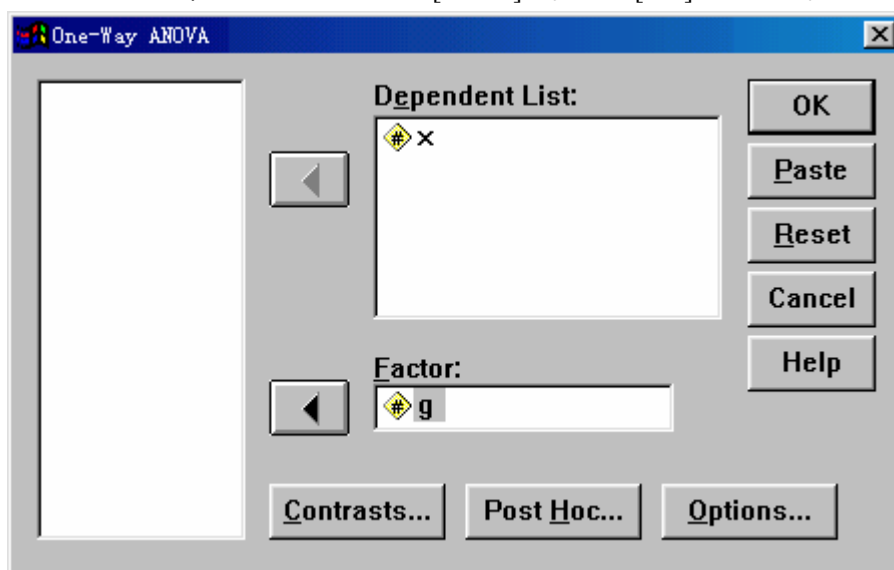 One-Way ANOVA
Dependent List:
# x
OK
Paste
Reset
Cancel
Help
Factor:
# g
Contrasts...
Post Hoc...
Options...